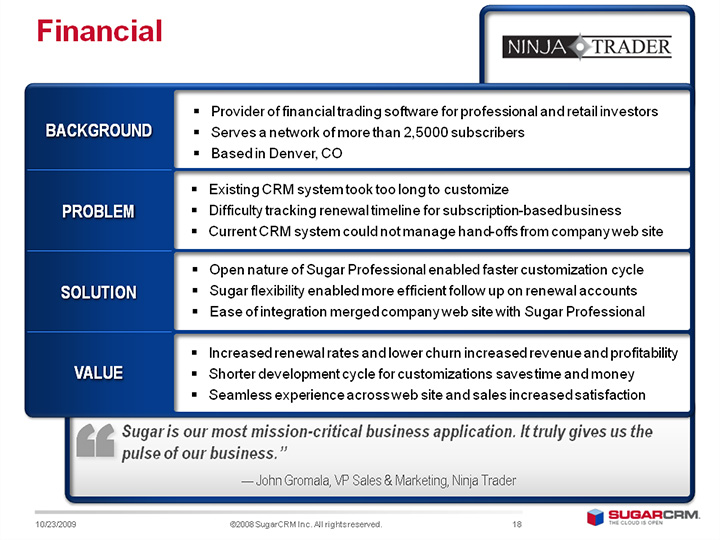 Financial
NINJA TRADER
BACKGROUND
▪ Provider of financial trading software for professional and retail investors
▪ Serves a network of more than 2,5000 subscribers
▪ Based in Denver, CO
PROBLEM
▪ Existing CRM system took too long to customize
▪ Difficulty tracking renewal timeline for subscription-based business
▪ Current CRM system could not manage hand-offs from company web site
SOLUTION
▪ Open nature of Sugar Professional enabled faster customization cycle
▪ Sugar flexibility enabled more efficient follow up on renewal accounts
▪ Ease of integration merged company web site with Sugar Professional
VALUE
▪ Increased renewal rates and lower churn increased revenue and profitability
▪ Shorter development cycle for customizations saves time and money
▪ Seamless experience across web site and sales increased satisfaction
“ Sugar is our most mission-critical business application. It truly gives us the
pulse of our business.”
— John Gromala, VP Sales & Marketing, Ninja Trader
10/23/2009
©2008 SugarCRM Inc. All rights reserved.
18
SUGARCRM.
THE CLOUD IS OPEN